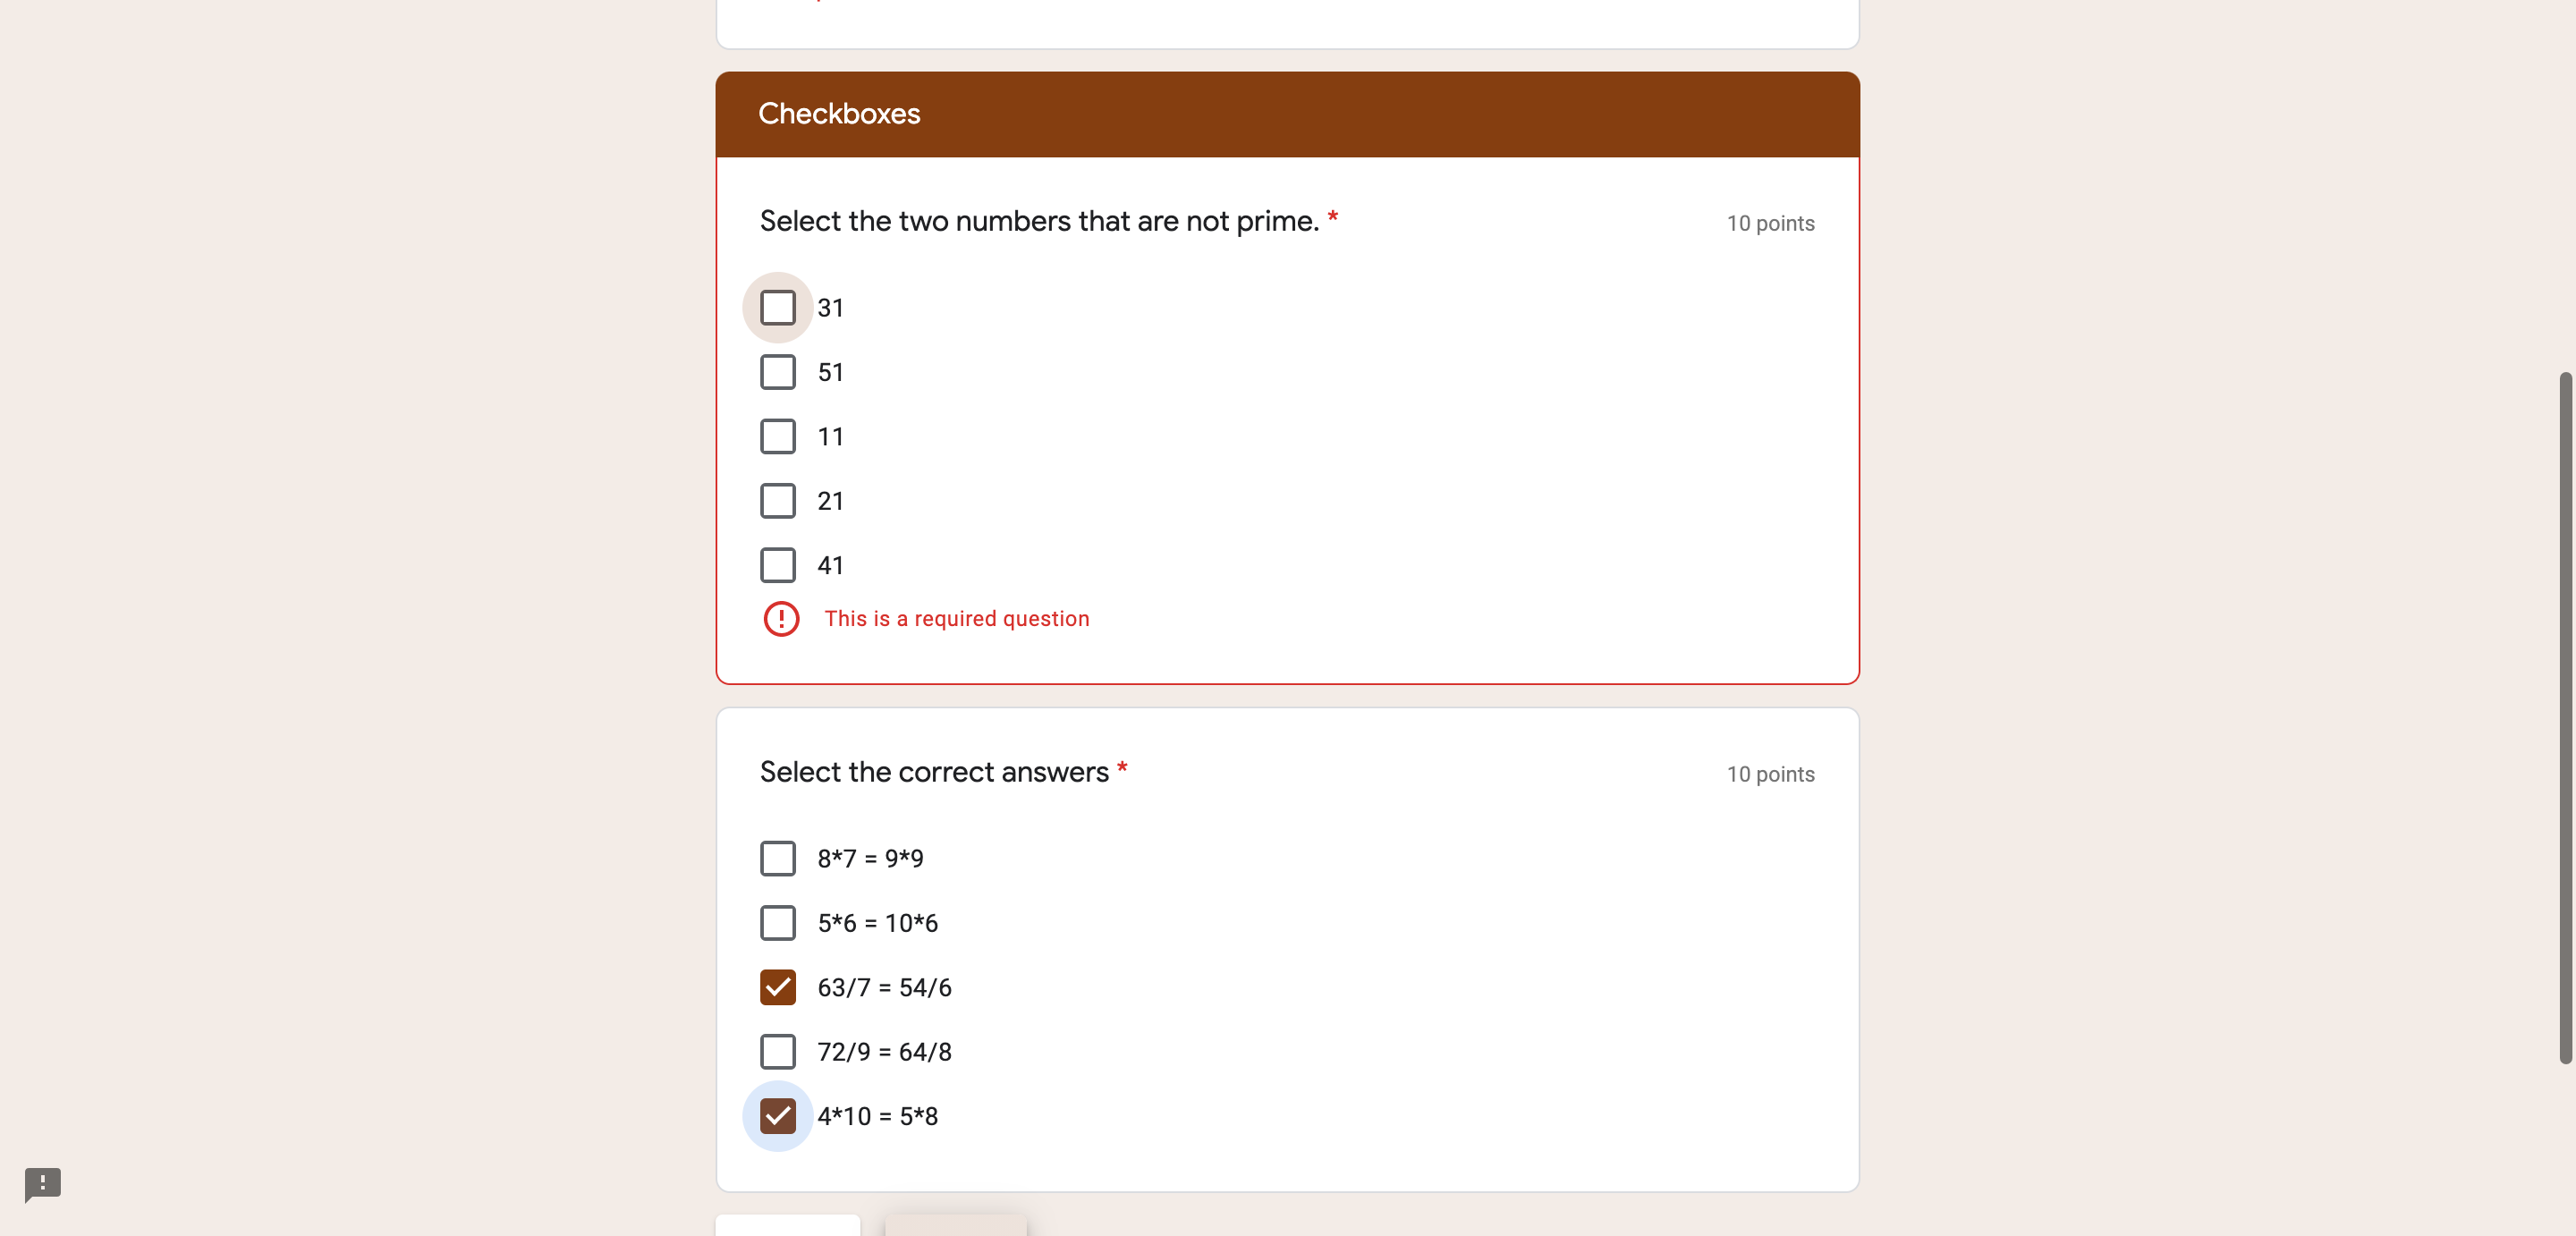 Checkboxes
Select the two numbers that are not prime. *
10 points
31
51
11
21
41
This is a required question
Select the correct answers *
10 points
8*7 = 9*9
5*6 = 10*6
63/7 = 54/6
72/9 = 64/8
4*10 = 5*8